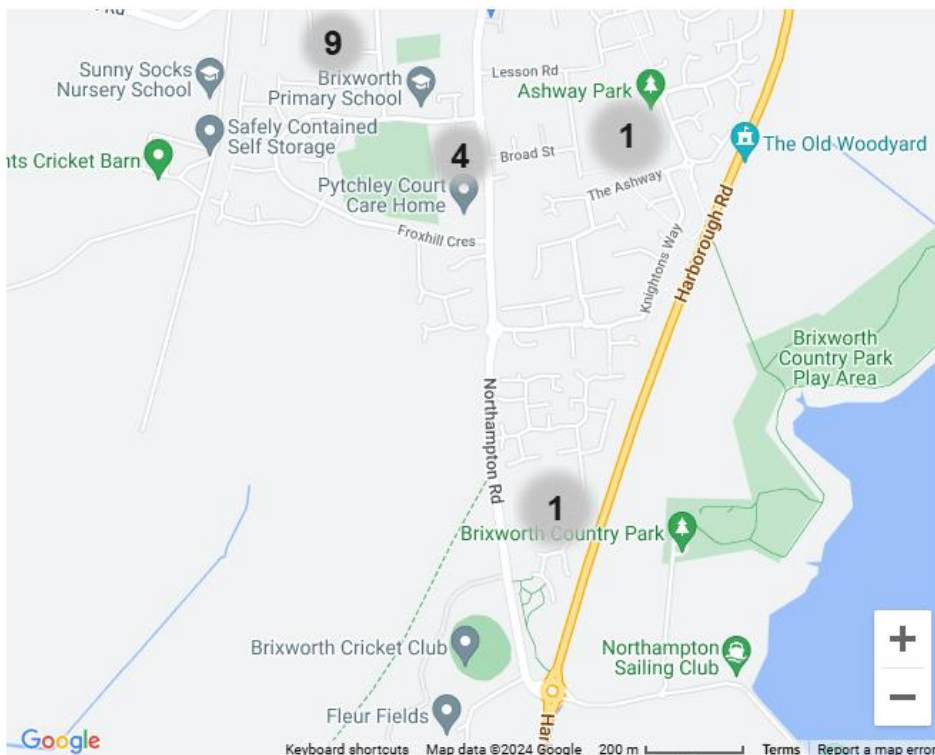 Rd
9
Sunny Socks
Nursery School
Brixworth
Primary School
Lesson Rd
Ashway Park
1
Safely Contained
Self Storage
The Old Woodyard
nts Cricket Barn
4
Broad St
Pytchley Court
Care Home
The Ashway
Froxhill Cres
Knightons Way
Harborough Rd
Brixworth
Country Park
Play Area
Northampton Rd
1
Brixworth Country Park
Brixworth Cricket Club
Northampton
Sailing Club
+
−
Fleur Fields
Har
Google
Keyboard shortcuts Map data ©2024 Google 200 m Terms Report a map error